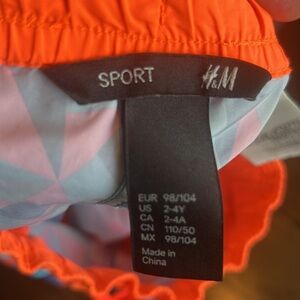 SPORT H&M
EUR 98/104
US 2-4Y
CA 2-4A
CN 110/50
MX 98/104
Made in
China